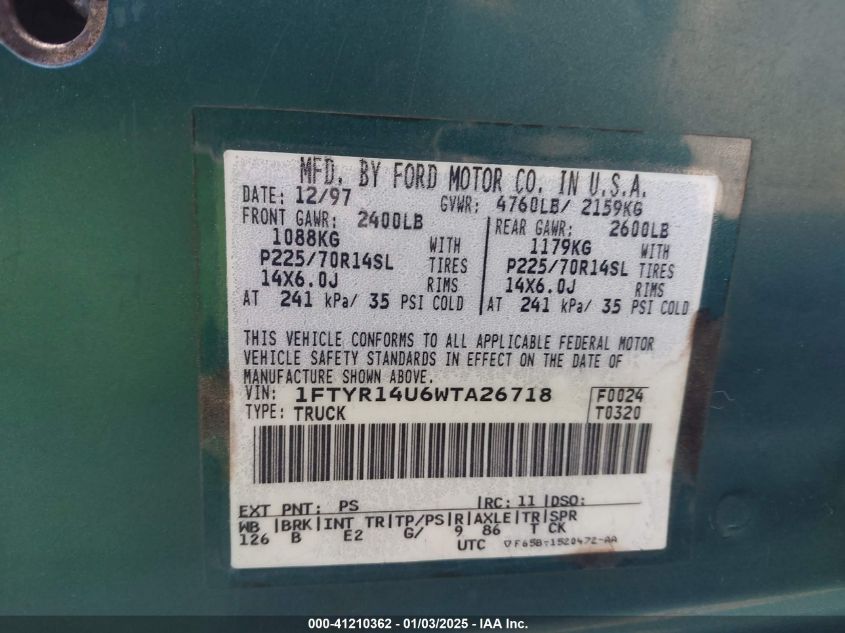 MFD. BY FORD MOTOR CO. IN U.S.A.
DATE: 12/97 GVWR: 4760LB/ 2159KG
FRONT GAWR: 2400LB REAR GAWR: 2600LB
1088KG WITH 1179KG WITH
P225/70R14SL TIRES P225/70R14SL TIRES
14X6.0J RIMS 14X6.0J RIMS
AT 241 kPa/ 35 PSI COLD AT 241 kPa/ 35 PSI COLD
THIS VEHICLE CONFORMS TO ALL APPLICABLE FEDERAL MOTOR
VEHICLE SAFETY STANDARDS IN EFFECT ON THE DATE OF
MANUFACTURE SHOWN ABOVE.
VIN: 1FTYR14U6WTA26718 F0024
TYPE: TRUCK T0320
EXT PNT: PS RC: 11 DSO:
WB BRK INT TR TP/PS R AXLE TR SPR
126 B E2 G/ 9 86 T CK
UTC F65B-1520472-AA
000-41210362 - 01/03/2025 - IAA Inc.